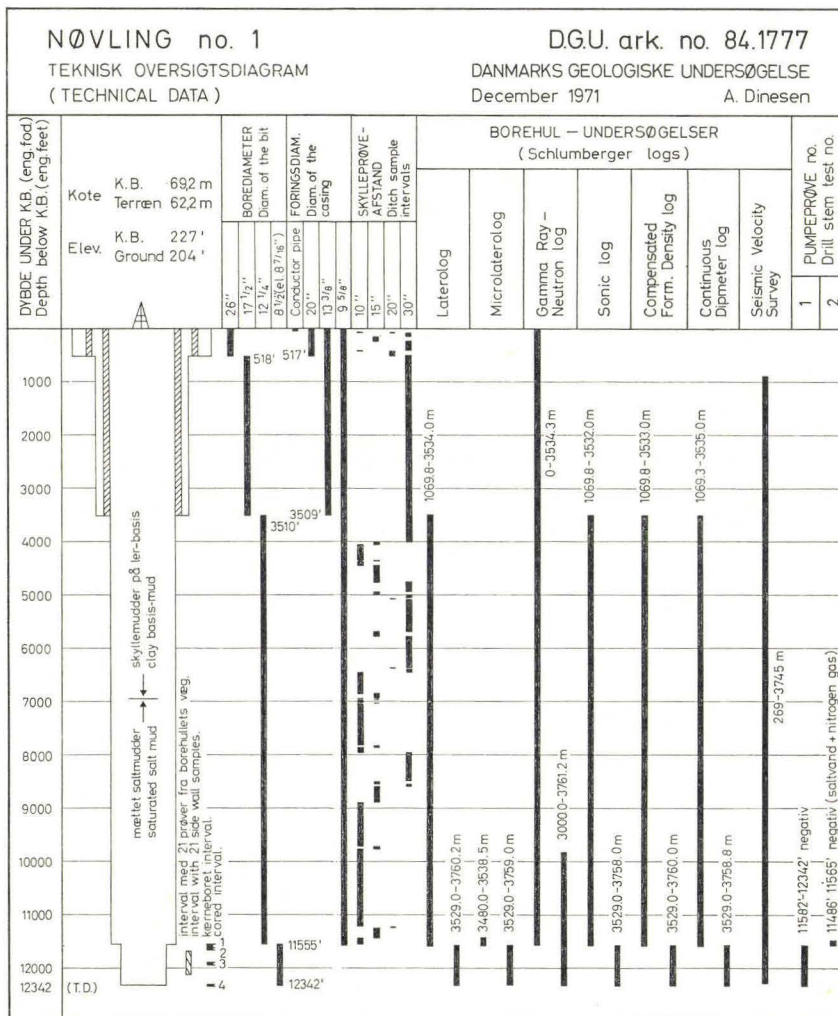 NØVLING no. 1
D.G.U. ark. no. 84.1777
TEKNISK OVERSIGTSDIAGRAM
DANMARKS GEOLOGISKE UNDERSØGELSE
( TECHNICAL DATA )
December 1971
A. Dinesen
DYBDE UNDER K.B. (eng. fod)
Depth below K.B. (eng. feet)
Kote K.B. 69,2 m
Terræn 62,2 m
Elev. K.B. 227'
Ground 204'
BOREDIAMETER
Diam. of the bit
26"
17 1/2"
12 1/4"
8 1/2 (el. 8 7/16")
FORINGSDIAM.
Diam. of the casing
Conductor pipe
20"
13 3/8"
9 5/8"
SKYLLEPRØVE-AFSTAND
Ditch sample intervals
10"
15"
20"
30"
BOREHUL – UNDERSØGELSER
(Schlumberger logs)
Laterolog
Microlaterolog
Gamma Ray –
Neutron log
Sonic log
Compensated
Form. Density log
Continuous
Dipmeter log
Seismic Velocity
Survey
PUMPEPRØVE no.
Drill stem test no.
1
2
1000
2000
3000
4000
5000
6000
7000
8000
9000
10000
11000
12000
12342
(T.D.)
skyllemudder på ler-basis
clay basis-mud
mættet saltmudder
saturated salt mud
interval med 21 prøver fra borehullets væg.
interval with 21 side wall samples.
kærneboret interval.
cored interval.
1
2
3
4
518'
517'
3509'
3510'
11555'
12342'
1069.8-3534.0 m
3529.0-3760.2 m
3480.0-3538.5 m
3529.0-3759.0 m
0-3534.3 m
3000.0-3761.2 m
1069.8-3532.0 m
3529.0-3758.0 m
1069.8-3533.0 m
3529.0-3760.0 m
1069.3-3535.0 m
3529.0-3758.8 m
269-3745 m
11582'-12342' negativ
11486' 11565' negativ (saltvand + nitrogen gas)